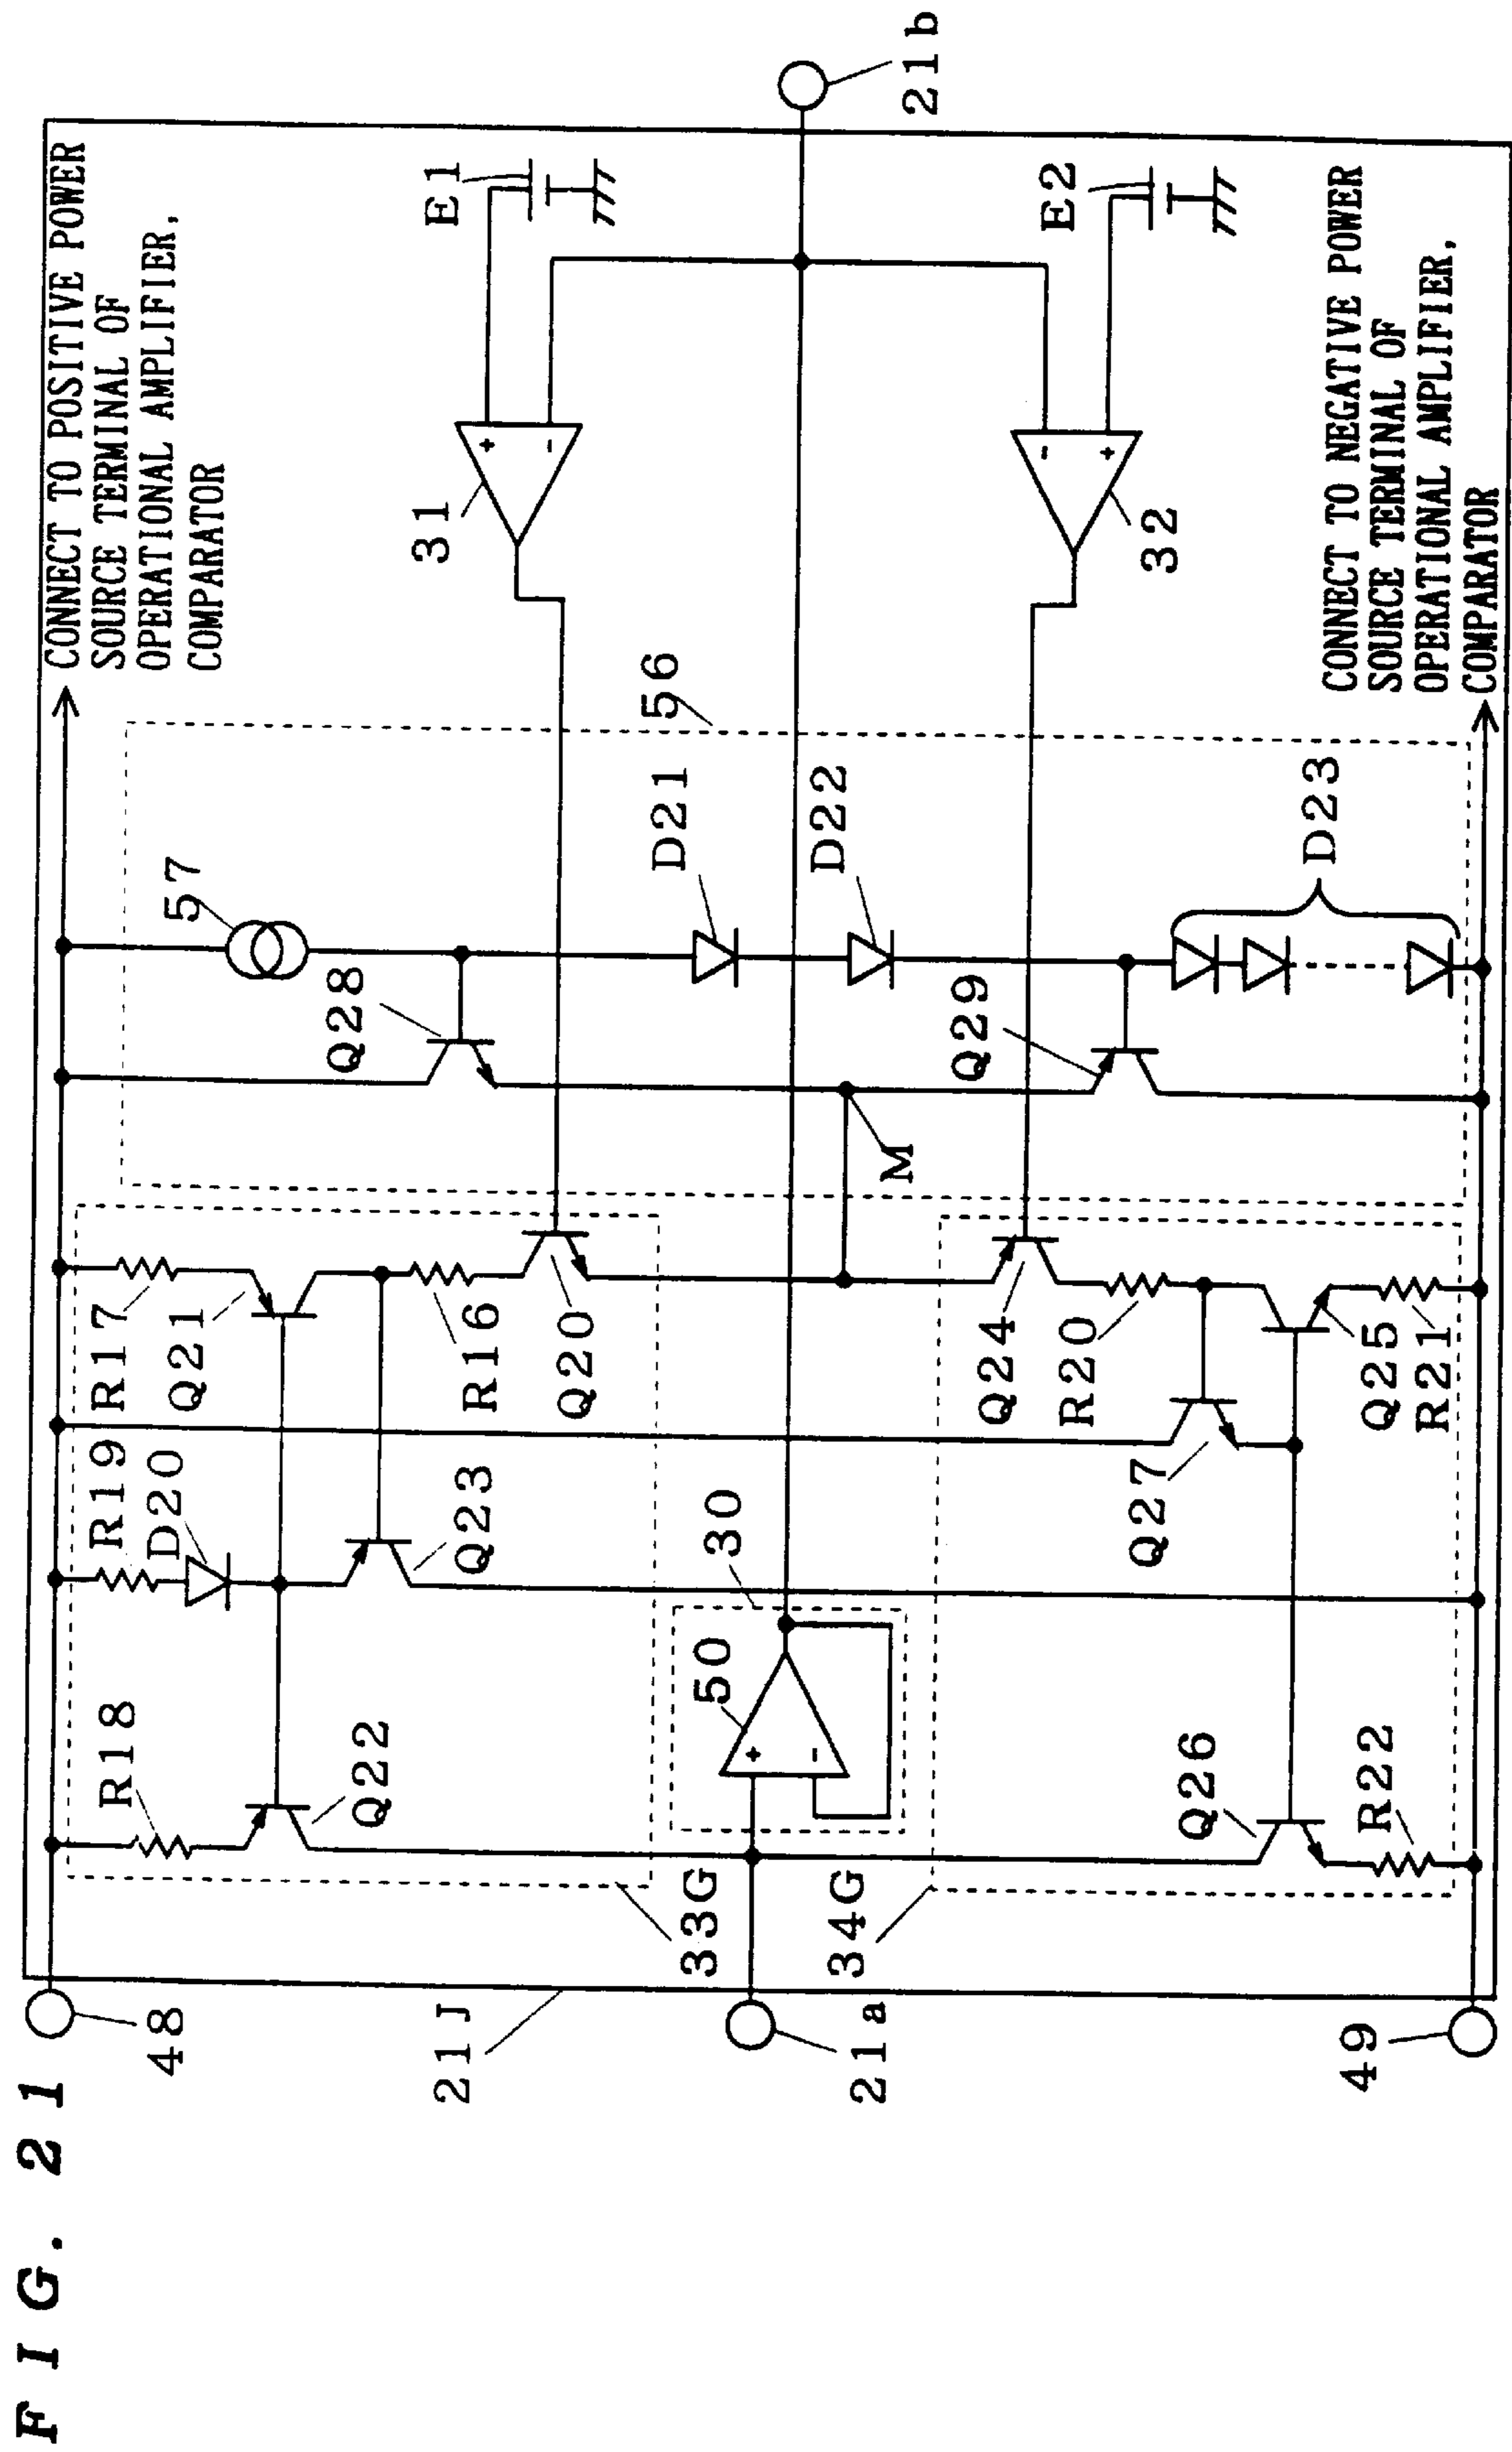 FIG. 21
48
21J
21a
49
R18
Q22
33G
34G
R19
D20
Q23
50
30
Q26
R22
R17
Q21
R16
Q20
Q27
Q24
R20
Q25
R21
57
Q28
M
Q29
D21
D22
D23
56
31
32
+
-
-
+
+
-
E1
E2
21b
CONNECT TO POSITIVE POWER
SOURCE TERMINAL OF
OPERATIONAL AMPLIFIER,
COMPARATOR
CONNECT TO NEGATIVE POWER
SOURCE TERMINAL OF
OPERATIONAL AMPLIFIER,
COMPARATOR